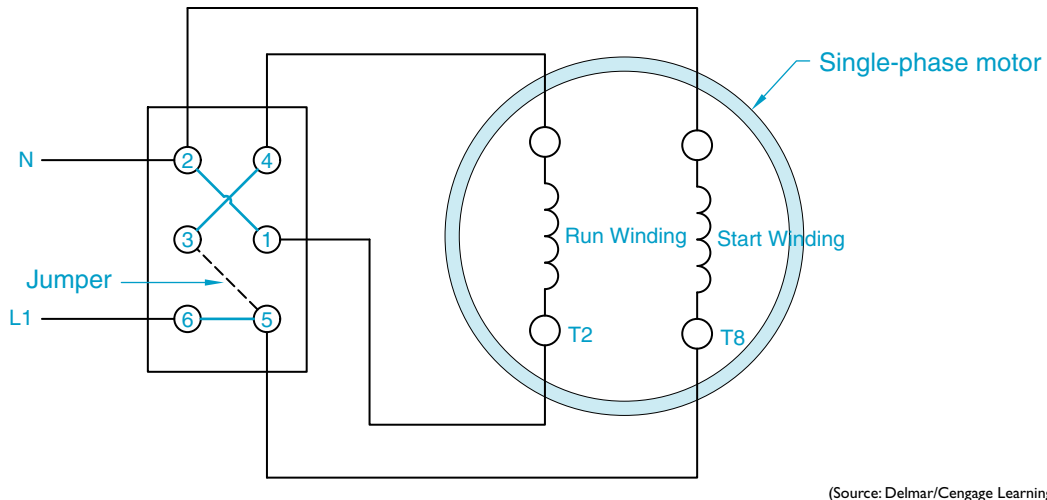 Single-phase motor
N
2
4
3
1
Run Winding
Start Winding
Jumper
L1
6
5
T2
T8
(Source: Delmar/Cengage Learning